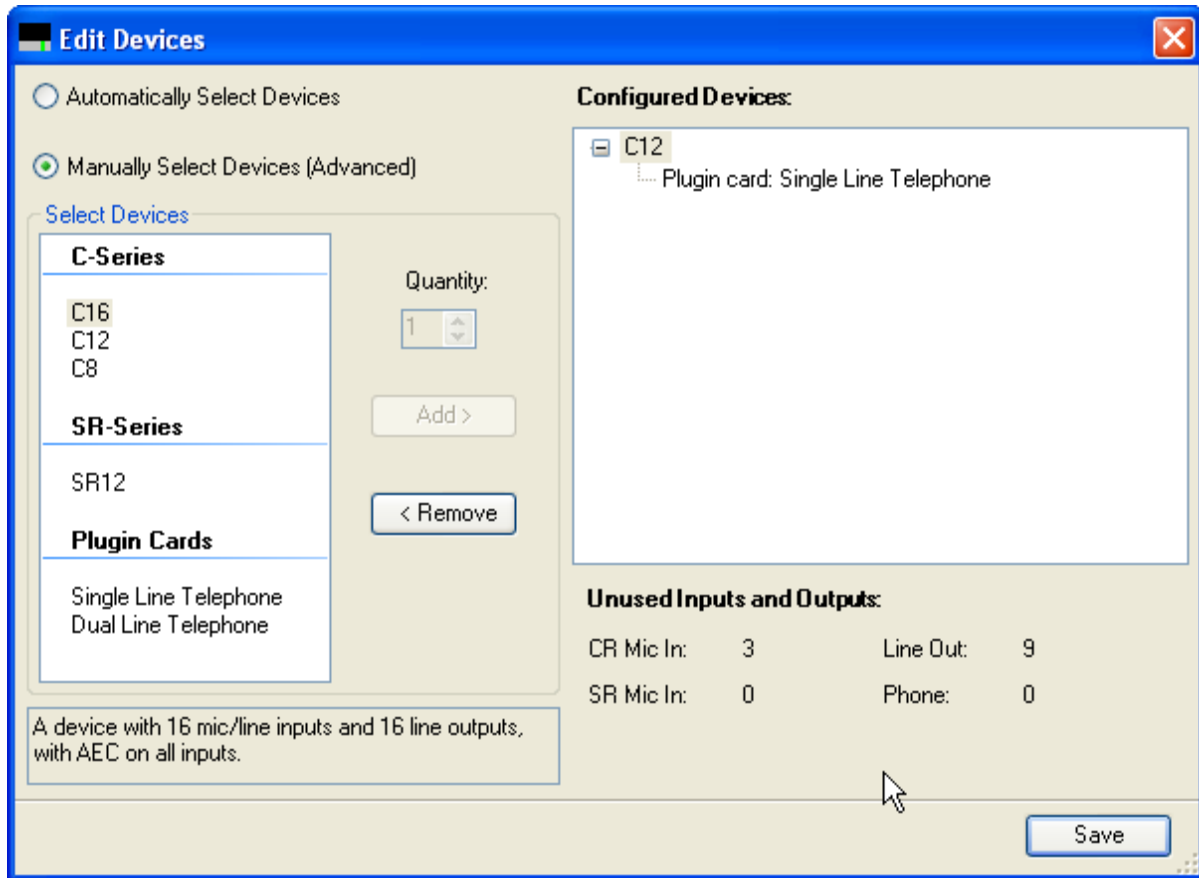 Edit Devices
Automatically Select Devices
Manually Select Devices (Advanced)
Select Devices
C-Series
C16
C12
C8
SR-Series
SR12
Plugin Cards
Single Line Telephone
Dual Line Telephone
Quantity:
1
Add >
< Remove
A device with 16 mic/line inputs and 16 line outputs,
with AEC on all inputs.
Configured Devices:
C12
Plugin card: Single Line Telephone
Unused Inputs and Outputs:
CR Mic In: 3 Line Out: 9
SR Mic In: 0 Phone: 0
Save